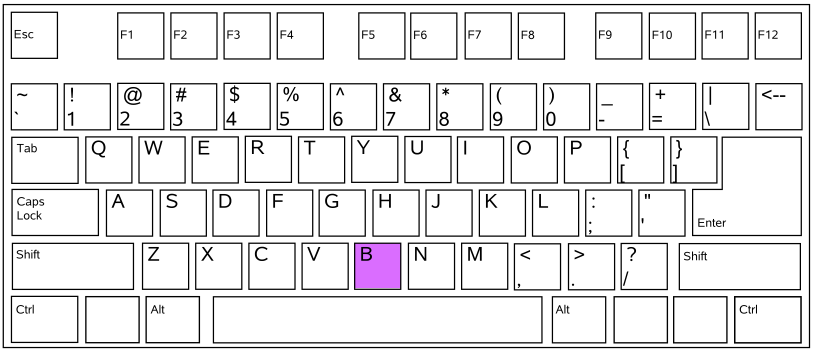 Esc F1 F2 F3 F4 F5 F6 F7 F8 F9 F10 F11 F12
~ ! @ # $ % ^ & * ( ) _ + | <--
` 1 2 3 4 5 6 7 8 9 0 - = \
Tab Q W E R T Y U I O P { }
[ ]
Caps A S D F G H J K L : "
Lock ; ' Enter
Shift Z X C V B N M < > ? Shift
, . /
Ctrl Alt Alt Ctrl